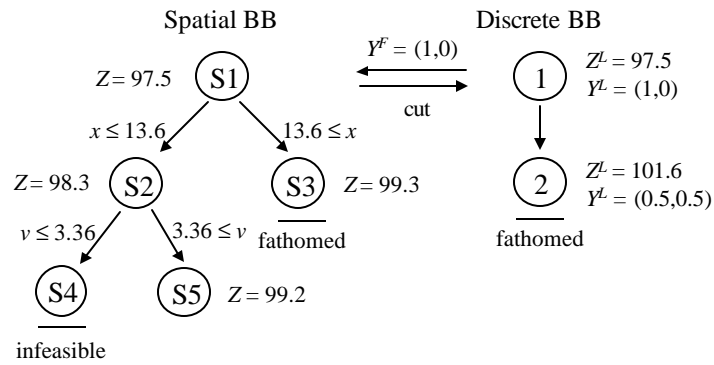 Spatial BB
Discrete BB
Z = 97.5
S1
Y^F = (1,0)
cut
1
Z^L = 97.5
Y^L = (1,0)
x ≤ 13.6
13.6 ≤ x
Z = 98.3
S2
S3
Z = 99.3
fathomed
2
Z^L = 101.6
Y^L = (0.5,0.5)
fathomed
v ≤ 3.36
3.36 ≤ v
S4
infeasible
S5
Z = 99.2